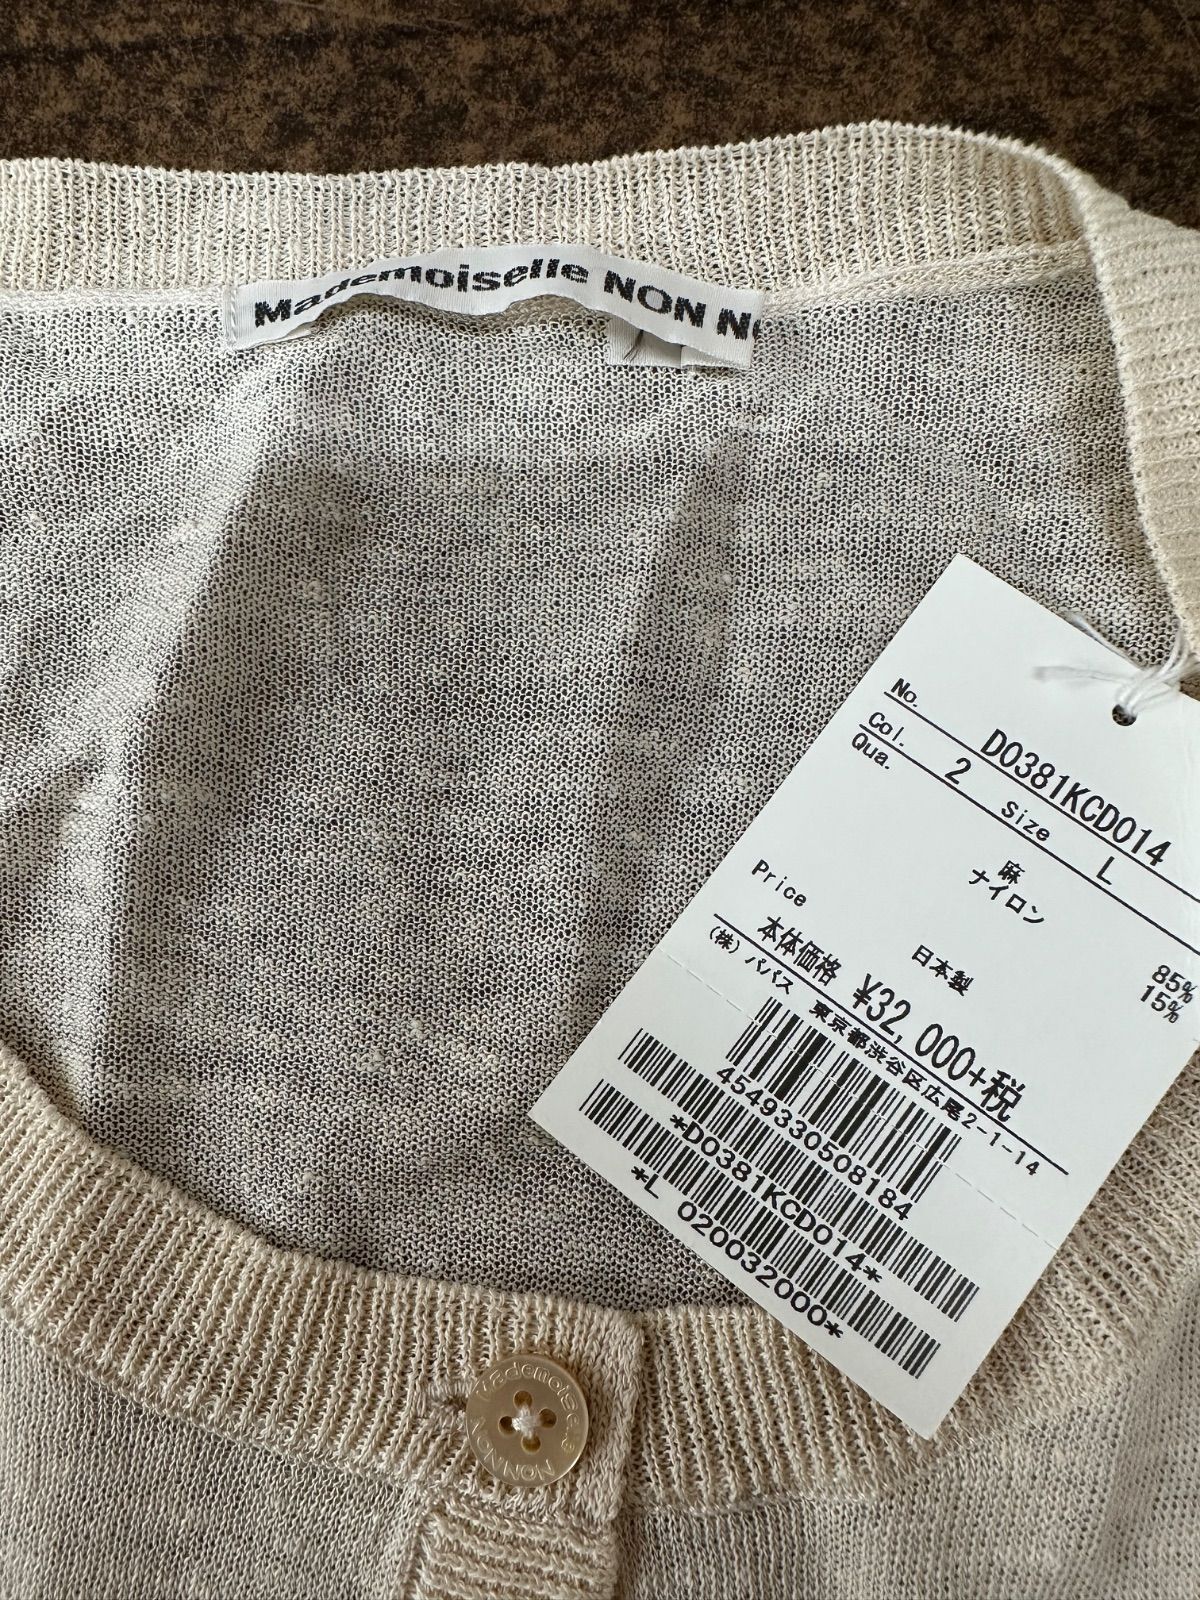 Mademoiselle NON N
No. D0381KCD014
Col. 2 Size L
Qua. 麻 85%
ナイロン 15%
日本製
Price
本体価格 ¥32,000+税
(株)パパス 東京都渋谷区広尾2-1-14
4549330508184
*D0381KCD014*
*L 020032000*
Mademoiselle
NONNON